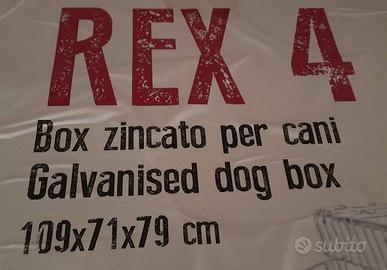 REX 4
Box zincato per cani
Galvanised dog box
109x71x79 cm
subito